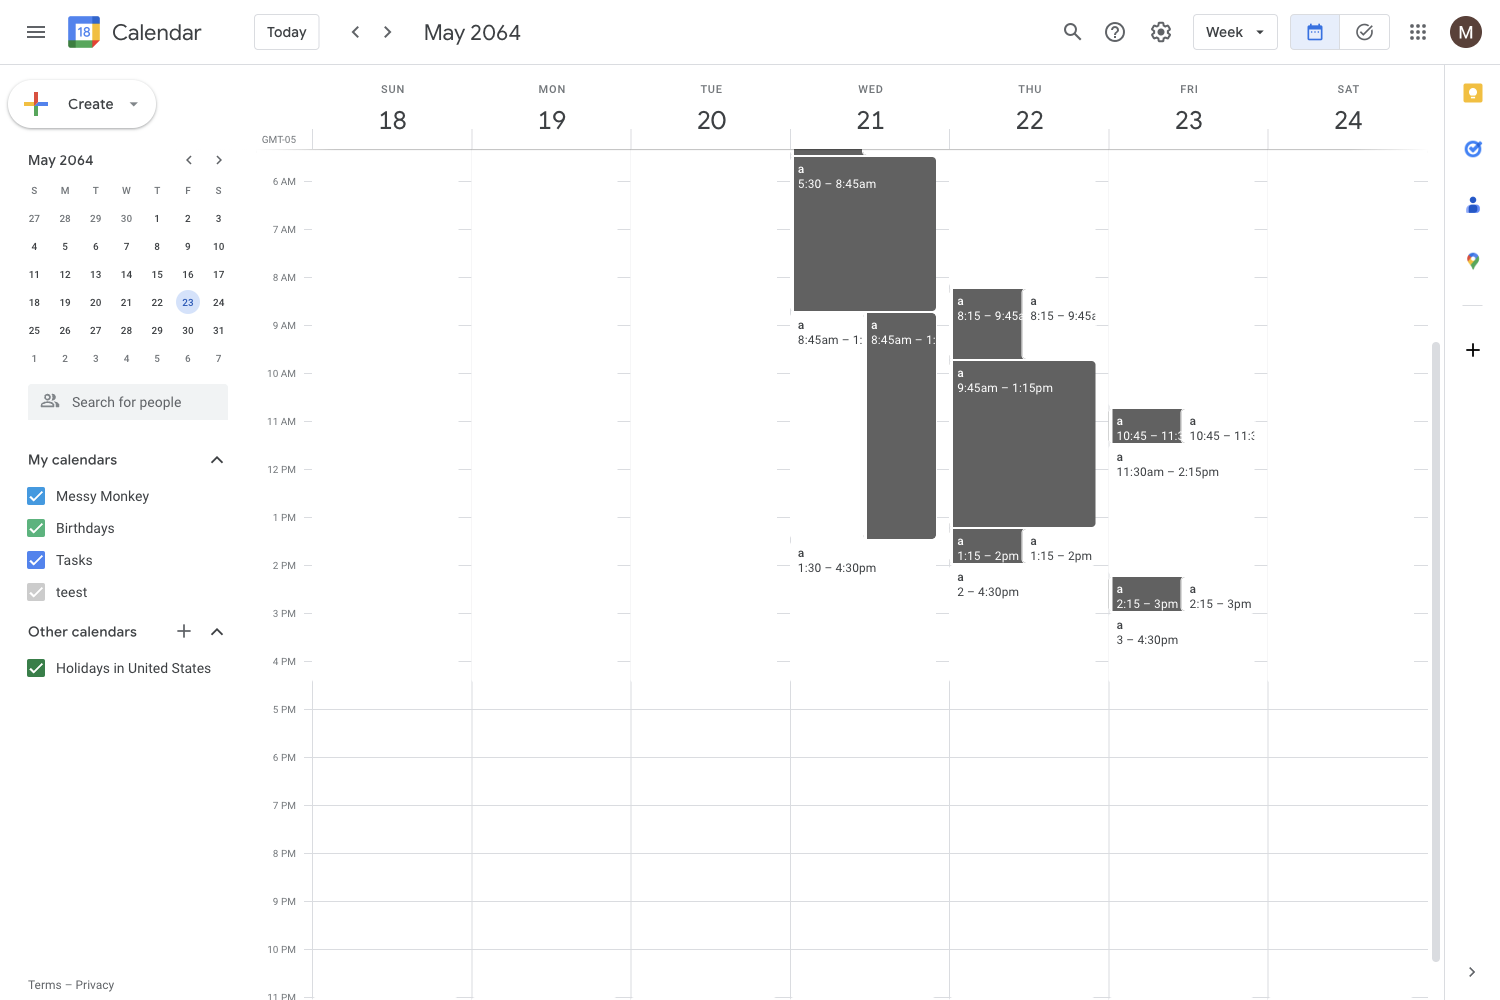 18
Calendar
Today
May 2064
Week
M
Create
May 2064
S M T W T F S
27 28 29 30 1 2 3
4 5 6 7 8 9 10
11 12 13 14 15 16 17
18 19 20 21 22 23 24
25 26 27 28 29 30 31
1 2 3 4 5 6 7
Search for people
My calendars
Messy Monkey
Birthdays
Tasks
teest
Other calendars
Holidays in United States
Terms – Privacy
SUN MON TUE WED THU FRI SAT
18 19 20 21 22 23 24
GMT-05
6 AM
7 AM
8 AM
9 AM
10 AM
11 AM
12 PM
1 PM
2 PM
3 PM
4 PM
5 PM
6 PM
7 PM
8 PM
9 PM
10 PM
11 PM
a
5:30 – 8:45am
a
8:45am – 1:
a
8:45am – 1:
a
1:30 – 4:30pm
a
8:15 – 9:45a
a
8:15 – 9:45a
a
9:45am – 1:15pm
a
1:15 – 2pm
a
1:15 – 2pm
a
2 – 4:30pm
a
10:45 – 11:3
a
10:45 – 11:3
a
11:30am – 2:15pm
a
2:15 – 3pm
a
2:15 – 3pm
a
3 – 4:30pm